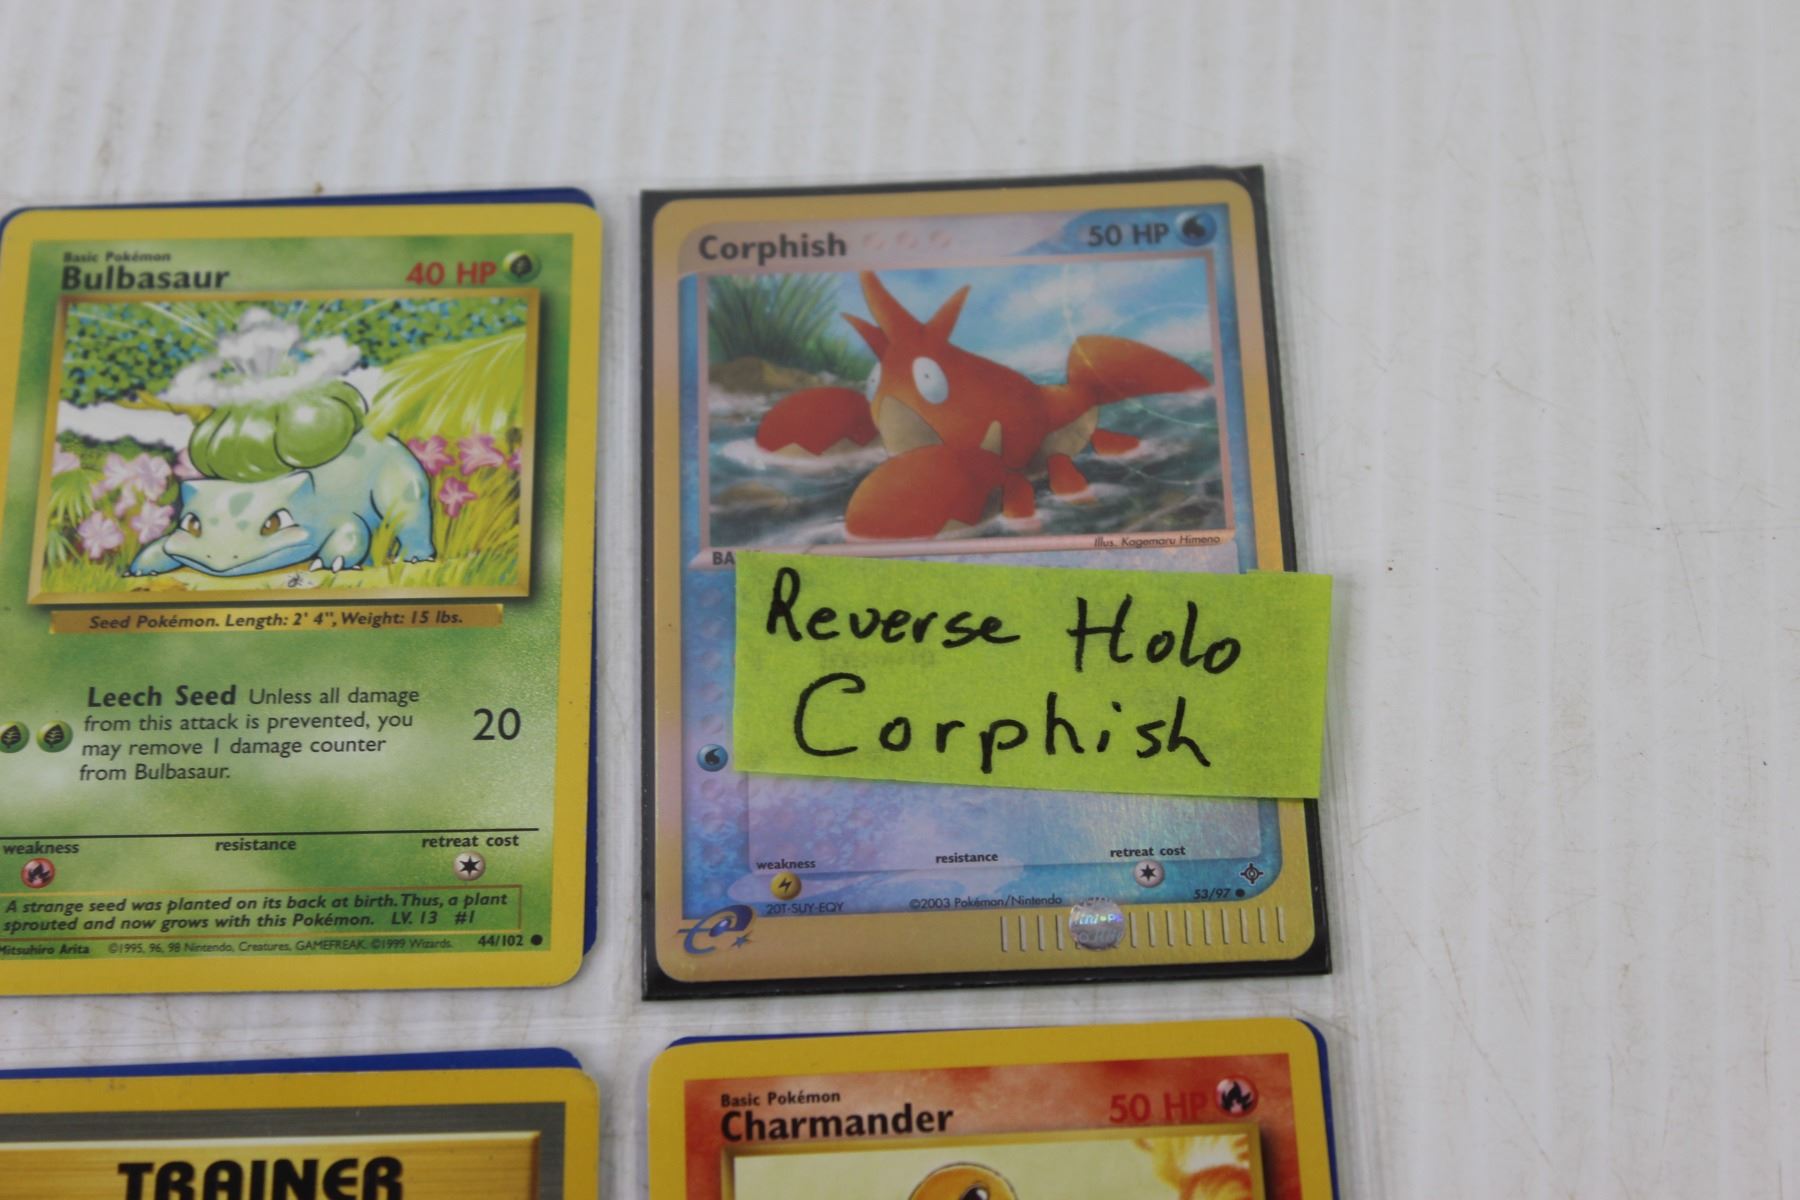 Basic Pokémon
Bulbasaur
40 HP
Seed Pokémon. Length: 2' 4", Weight: 15 lbs.
Leech Seed Unless all damage
from this attack is prevented, you
may remove 1 damage counter
from Bulbasaur.
20
weakness
resistance
retreat cost
A strange seed was planted on its back at birth. Thus, a plant
sprouted and now grows with this Pokémon. LV. 13 #1
Mitsuhiro Arita ©1995, 96, 98 Nintendo, Creatures, GAMEFREAK. ©1999 Wizards. 44/102
Corphish
50 HP
Illus. Kagemaru Himeno
BA
Reverse Holo
Corphish
weakness
resistance
retreat cost
20T-SUY-EQY
©2003 Pokémon/Nintendo
53/97
e
TRAINER
Basic Pokémon
Charmander
50 HP